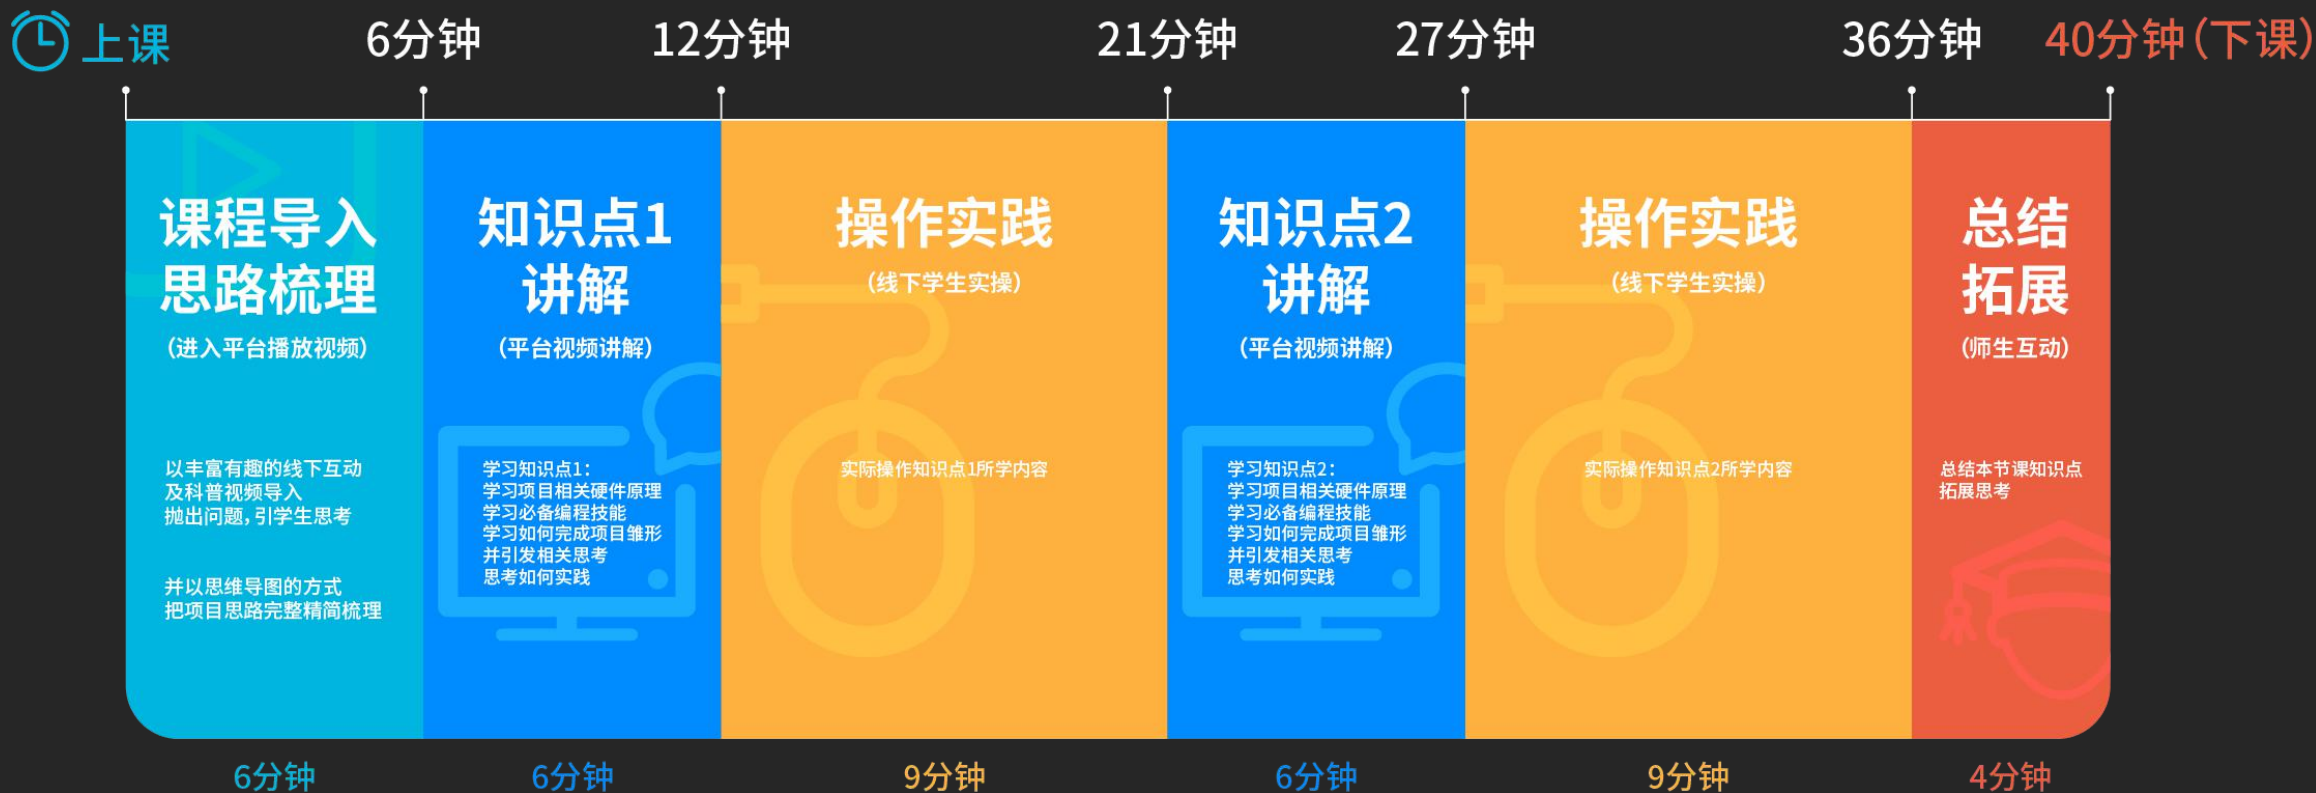 上课
6分钟
12分钟
21分钟
27分钟
36分钟
40分钟(下课)
课程导入
思路梳理
(进入平台播放视频)
以丰富有趣的线下互动
及科普视频导入
抛出问题,引学生思考
并以思维导图的方式
把项目思路完整精简梳理
6分钟
知识点1
讲解
(平台视频讲解)
学习知识点1:
学习项目相关硬件原理
学习必备编程技能
学习如何完成项目雏形
并引发相关思考
思考如何实践
6分钟
操作实践
(线下学生实操)
实际操作知识点1所学内容
9分钟
知识点2
讲解
(平台视频讲解)
学习知识点2:
学习项目相关硬件原理
学习必备编程技能
学习如何完成项目雏形
并引发相关思考
思考如何实践
6分钟
操作实践
(线下学生实操)
实际操作知识点2所学内容
9分钟
总结
拓展
(师生互动)
总结本节课知识点
拓展思考
4分钟